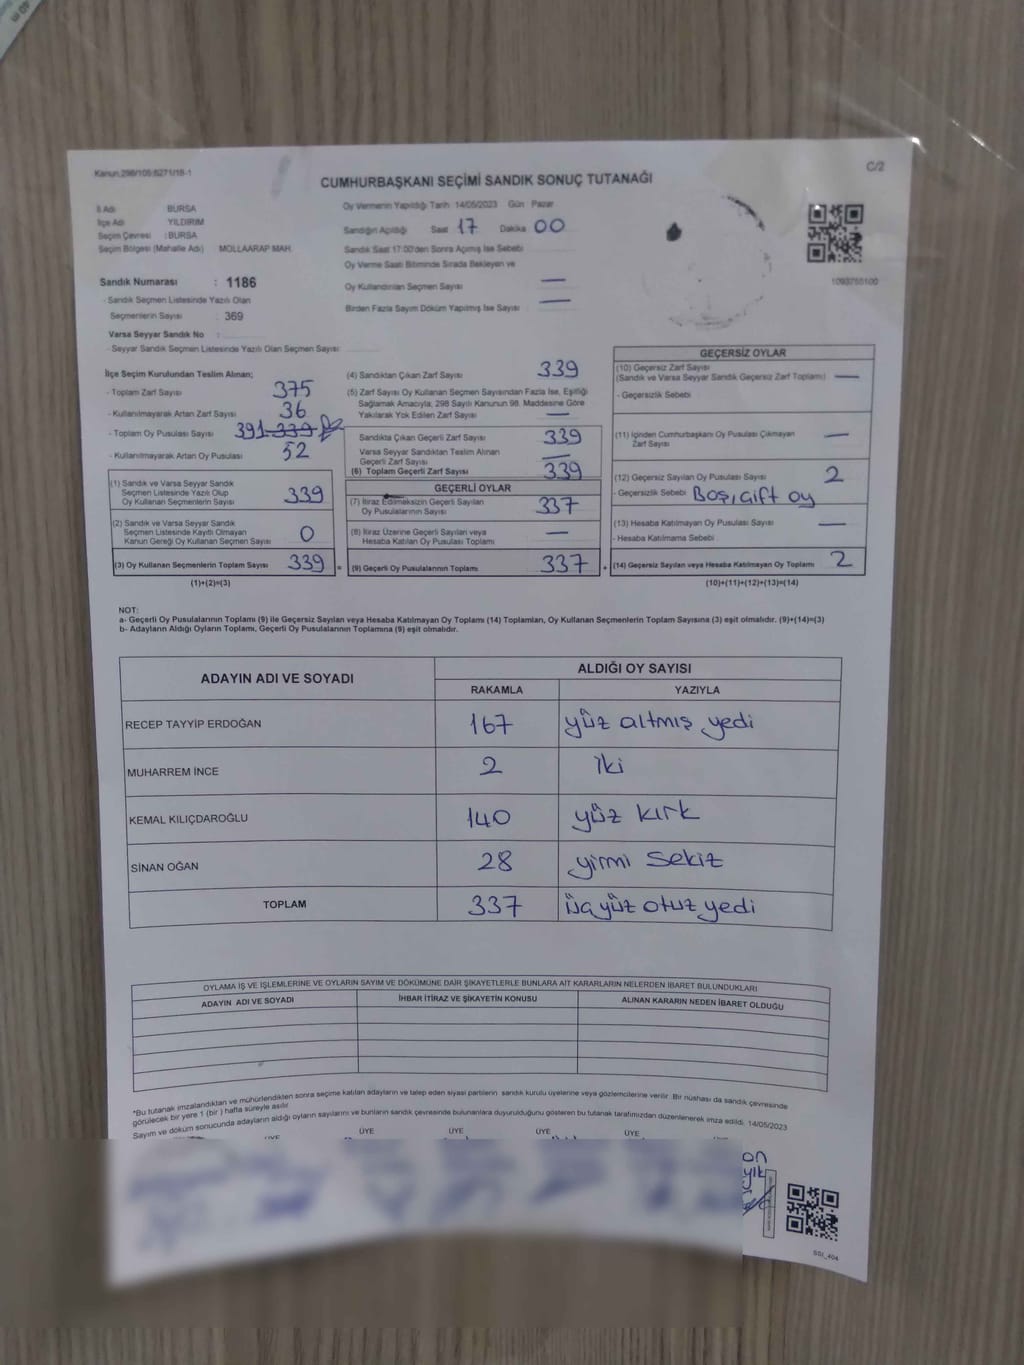 Kanun:298/105;6271/18-1
C/2
CUMHURBAŞKANI SEÇİMİ SANDIK SONUÇ TUTANAĞI
İl Adı BURSA
İlçe Adı YILDIRIM
Seçim Çevresi : BURSA
Seçim Bölgesi (Mahalle Adı) MOLLAARAP MAH.
Sandık Numarası : 1186
- Sandık Seçmen Listesinde Yazılı Olan
Seçmenlerin Sayısı : 369
Varsa Seyyar Sandık No :
- Seyyar Sandık Seçmen Listesinde Yazılı Olan Seçmen Sayısı
Oy Vermenin Yapıldığı Tarih 14/05/2023 Gün Pazar
Sandığın Açıldığı Saat 17 Dakika 00
Sandık Saat 17:00'den Sonra Açılmış İse Sebebi
Oy Verme Saati Bitiminde Sırada Bekleyen ve
Oy Kullandırılan Seçmen Sayısı —
Birden Fazla Sayım Döküm Yapılmış İse Sayısı —
1093755100
İlçe Seçim Kurulundan Teslim Alınan;
- Toplam Zarf Sayısı 375
- Kullanılmayarak Artan Zarf Sayısı 36
- Toplam Oy Pusulası Sayısı 391 339
- Kullanılmayarak Artan Oy Pusulası 52
(1) Sandık ve Varsa Seyyar Sandık
Seçmen Listesinde Yazılı Olup
Oy Kullanan Seçmenlerin Sayısı 339
(2) Sandık ve Varsa Seyyar Sandık
Seçmen Listesinde Kayıtlı Olmayan
Kanun Gereği Oy Kullanan Seçmen Sayısı 0
(3) Oy Kullanan Seçmenlerin Toplam Sayısı 339 =
(1)+(2)=(3)
(4) Sandıktan Çıkan Zarf Sayısı 339
(5) Zarf Sayısı Oy Kullanan Seçmen Sayısından Fazla İse, Eşitliği
Sağlamak Amacıyla; 298 Sayılı Kanunun 98. Maddesine Göre
Yakılarak Yok Edilen Zarf Sayısı —
Sandıkta Çıkan Geçerli Zarf Sayısı 339
Varsa Seyyar Sandıktan Teslim Alınan
Geçerli Zarf Sayısı —
(6) Toplam Geçerli Zarf Sayısı 339
GEÇERLİ OYLAR
(7) İtiraz Edilmeksizin Geçerli Sayılan
Oy Pusulalarının Sayısı 337
(8) İtiraz Üzerine Geçerli Sayılan veya
Hesaba Katılan Oy Pusulası Toplamı —
(9) Geçerli Oy Pusulalarının Toplamı 337 +
GEÇERSİZ OYLAR
(10) Geçersiz Zarf Sayısı
(Sandık ve Varsa Seyyar Sandık Geçersiz Zarf Toplamı) —
- Geçersizlik Sebebi
(11) İçinden Cumhurbaşkanı Oy Pusulası Çıkmayan
Zarf Sayısı —
(12) Geçersiz Sayılan Oy Pusulası Sayısı 2
- Geçersizlik Sebebi Boş, çift oy
(13) Hesaba Katılmayan Oy Pusulası Sayısı —
- Hesaba Katılmama Sebebi
(14) Geçersiz Sayılan veya Hesaba Katılmayan Oy Toplamı 2
(10)+(11)+(12)+(13)=(14)
NOT:
a- Geçerli Oy Pusulalarının Toplamı (9) ile Geçersiz Sayılan veya Hesaba Katılmayan Oy Toplamı (14) Toplamları, Oy Kullanan Seçmenlerin Toplam Sayısına (3) eşit olmalıdır. (9)+(14)=(3)
b- Adayların Aldığı Oyların Toplamı, Geçerli Oy Pusulalarının Toplamına (9) eşit olmalıdır.
ADAYIN ADI VE SOYADI
ALDIĞI OY SAYISI
RAKAMLA YAZIYLA
RECEP TAYYİP ERDOĞAN 167 yüz altmış yedi
MUHARREM İNCE 2 iki
KEMAL KILIÇDAROĞLU 140 yüz kırk
SİNAN OĞAN 28 yirmi sekiz
TOPLAM 337 üçyüz otuz yedi
OYLAMA İŞ VE İŞLEMLERİNE VE OYLARIN SAYIM VE DÖKÜMÜNE DAİR ŞİKAYETLERLE BUNLARA AİT KARARLARIN NELERDEN İBARET BULUNDUKLARI
ADAYIN ADI VE SOYADI İHBAR İTİRAZ VE ŞİKAYETİN KONUSU ALINAN KARARIN NEDEN İBARET OLDUĞU
*Bu tutanak imzalandıktan ve mühürlendikten sonra seçime katılan adayların ve talep eden siyasi partilerin sandık kurulu üyelerine veya gözlemcilerine verilir. Bir nüshası da sandık çevresinde
görülecek bir yere 1 (bir ) hafta süreyle asılır.
Sayım ve döküm sonucunda adayların aldığı oyların sayılarını ve bunların sandık çevresinde bulunanlara duyurulduğunu gösteren bu tutanak tarafımızdan düzenlenerek imza edildi. 14/05/2023
ÜYE ÜYE ÜYE ÜYE ÜYE
SSt_404